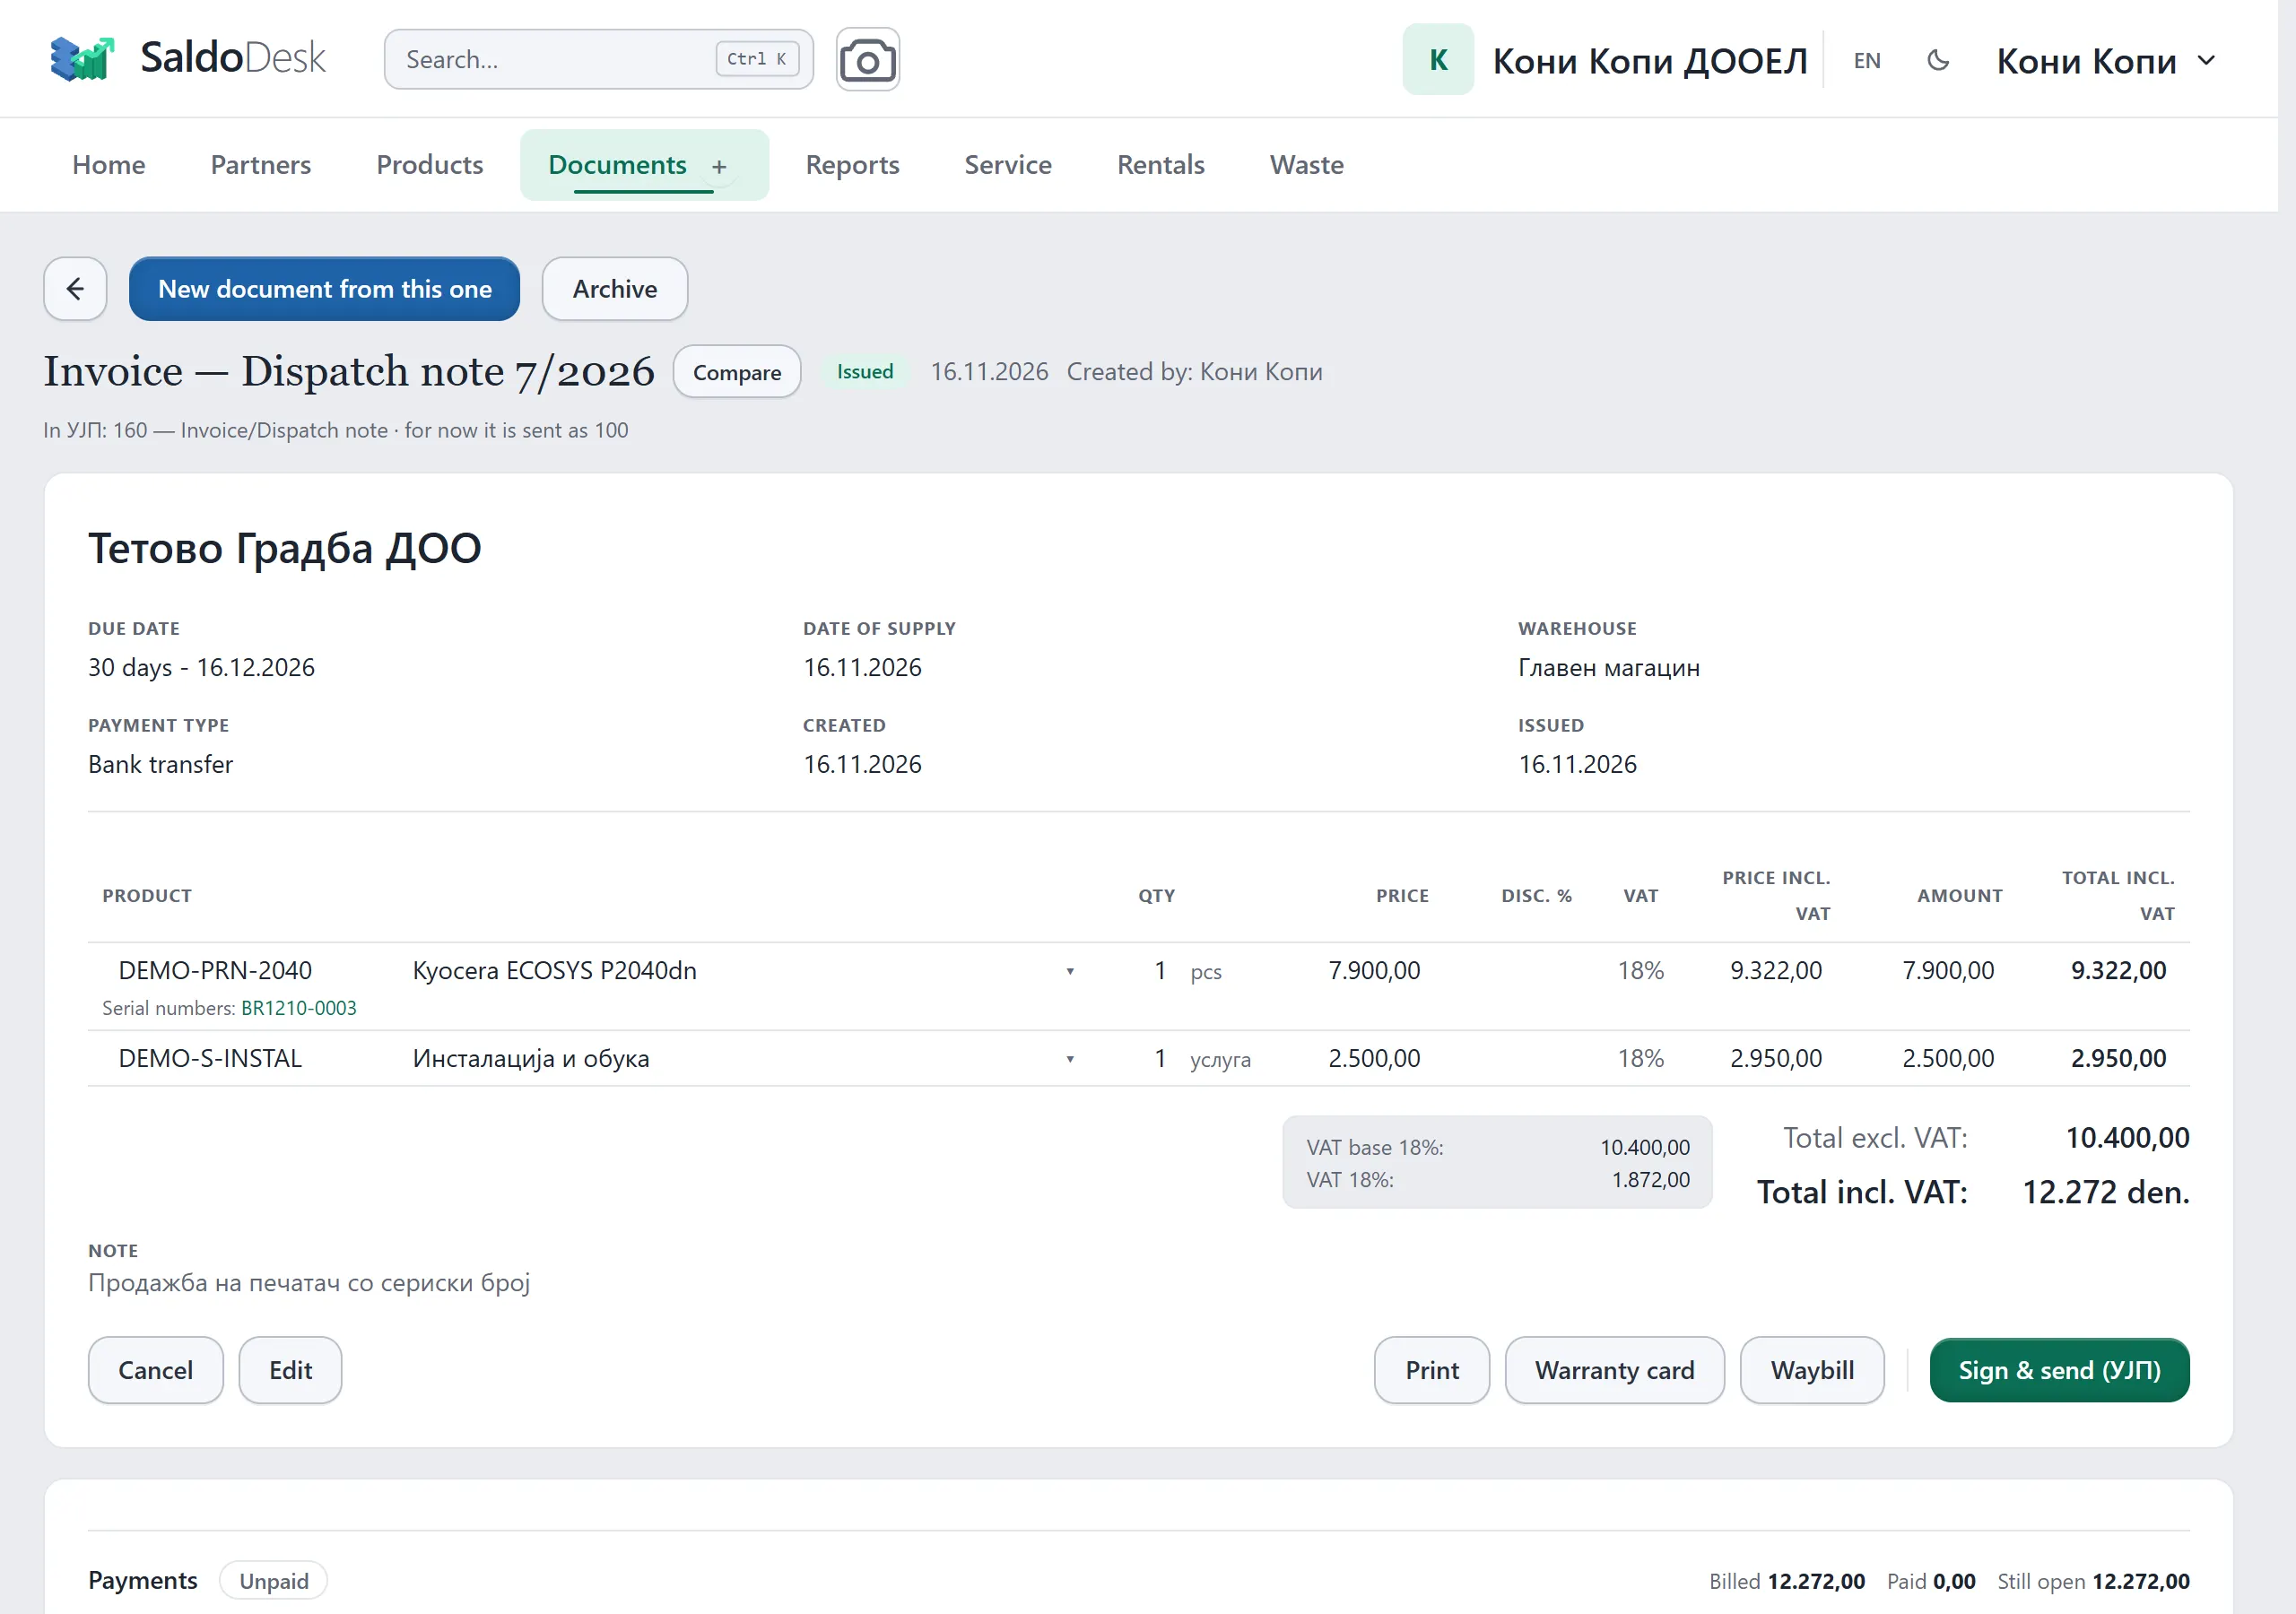 SaldoDesk
Search...
Ctrl K
K
Кони Копи ДООЕЛ
EN
Кони Копи
Home
Partners
Products
Documents +
Reports
Service
Rentals
Waste
New document from this one
Archive
Invoice — Dispatch note 7/2026
Compare
Issued
16.11.2026
Created by: Кони Копи
In УЈП: 160 — Invoice/Dispatch note · for now it is sent as 100
Тетово Градба ДОО
DUE DATE
30 days - 16.12.2026
DATE OF SUPPLY
16.11.2026
WAREHOUSE
Главен магацин
PAYMENT TYPE
Bank transfer
CREATED
16.11.2026
ISSUED
16.11.2026
PRODUCT QTY PRICE DISC. % VAT PRICE INCL. VAT AMOUNT TOTAL INCL. VAT
DEMO-PRN-2040 Kyocera ECOSYS P2040dn 1 pcs 7.900,00 18% 9.322,00 7.900,00 9.322,00
Serial numbers: BR1210-0003
DEMO-S-INSTAL Инсталација и обука 1 услуга 2.500,00 18% 2.950,00 2.500,00 2.950,00
VAT base 18%: 10.400,00
VAT 18%: 1.872,00
Total excl. VAT: 10.400,00
Total incl. VAT: 12.272 den.
NOTE
Продажба на печатач со сериски број
Cancel
Edit
Print
Warranty card
Waybill
Sign & send (УЈП)
Payments
Unpaid
Billed 12.272,00 Paid 0,00 Still open 12.272,00